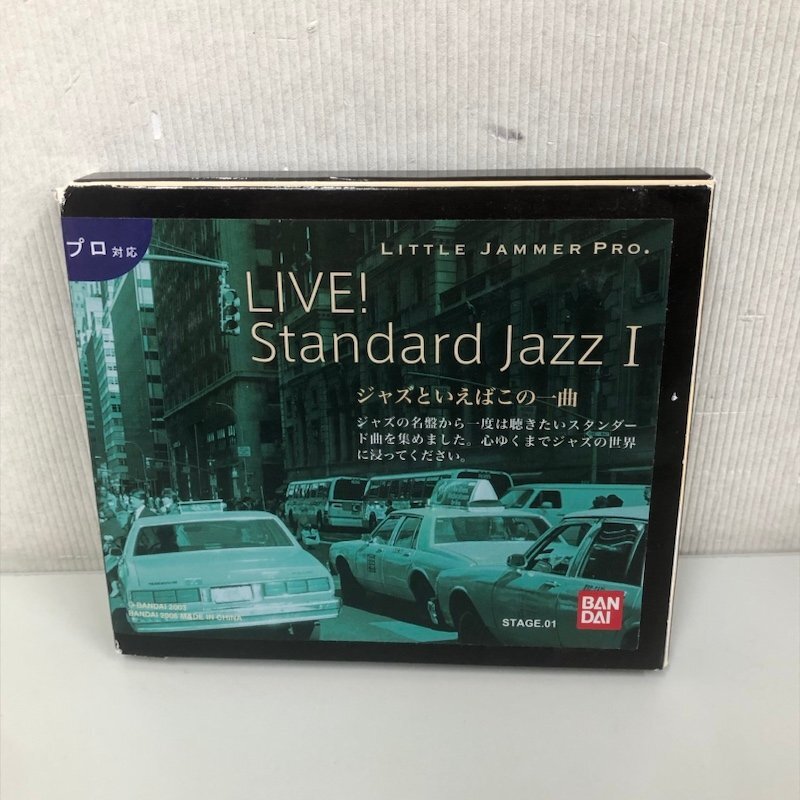 プロ対応
LITTLE JAMMER PRO.
LIVE!
Standard Jazz I
ジャズといえばこの一曲
ジャズの名盤から一度は聴きたいスタンダー
ド曲を集めました。心ゆくまでジャズの世界
に浸ってください。
© BANDAI 2003
BANDAI 2006 MADE IN CHINA
STAGE.01
BAN
DAI